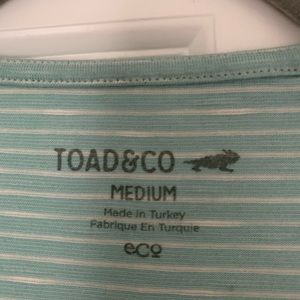 TOAD&CO
MEDIUM
Made in Turkey
Fabrique En Turquie
eco